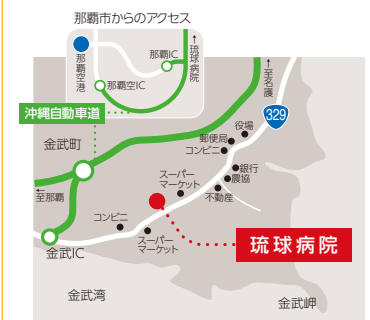 那覇市からのアクセス
那覇空港
那覇IC
↑至琉球病院
那覇空IC
沖縄自動車道
↑至名護
329
金武町
役場
郵便局
コンビニ
銀行
農協
不動産
スーパー
マーケット
←至那覇
コンビニ
スーパー
マーケット
琉球病院
金武IC
金武湾
金武岬